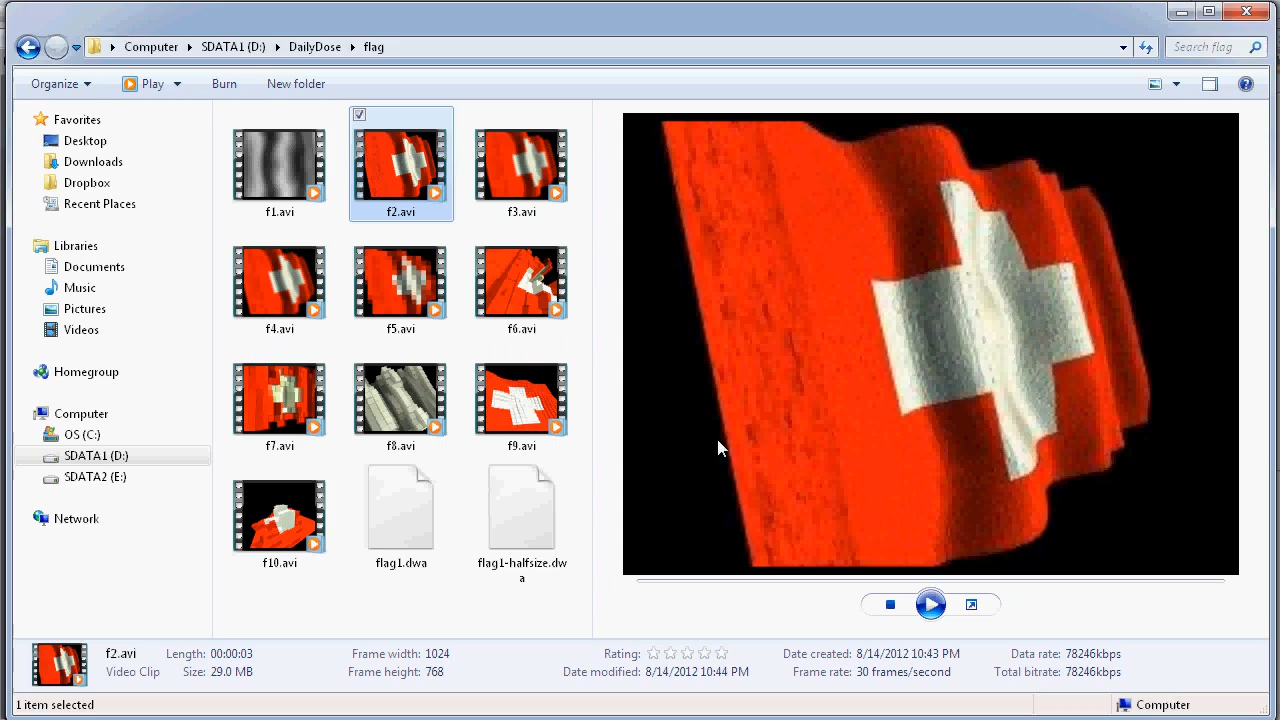 Computer SDATA1 (D:) DailyDose flag
Search flag
Organize Play Burn New folder
Favorites
Desktop
Downloads
Dropbox
Recent Places
Libraries
Documents
Music
Pictures
Videos
Homegroup
Computer
OS (C:)
SDATA1 (D:)
SDATA2 (E:)
Network
f1.avi f2.avi f3.avi
f4.avi f5.avi f6.avi
f7.avi f8.avi f9.avi
f10.avi flag1.dwa flag1-halfsize.dw
a
f2.avi Length: 00:00:03 Frame width: 1024 Rating: Date created: 8/14/2012 10:43 PM Data rate: 78246kbps
Video Clip Size: 29.0 MB Frame height: 768 Date modified: 8/14/2012 10:44 PM Frame rate: 30 frames/second Total bitrate: 78246kbps
1 item selected Computer